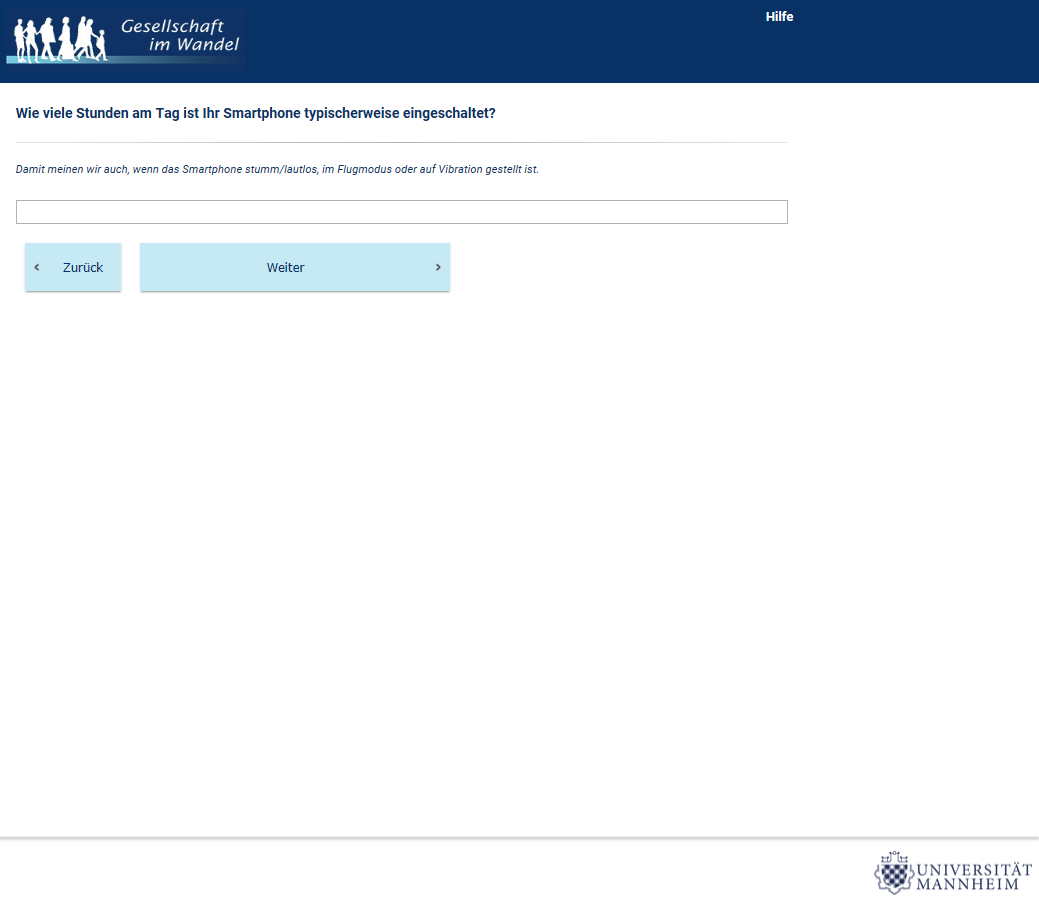 Gesellschaft
im Wandel
Hilfe
Wie viele Stunden am Tag ist Ihr Smartphone typischerweise eingeschaltet?
Damit meinen wir auch, wenn das Smartphone stumm/lautlos, im Flugmodus oder auf Vibration gestellt ist.
‹ Zurück
Weiter ›
UNIVERSITÄT
MANNHEIM